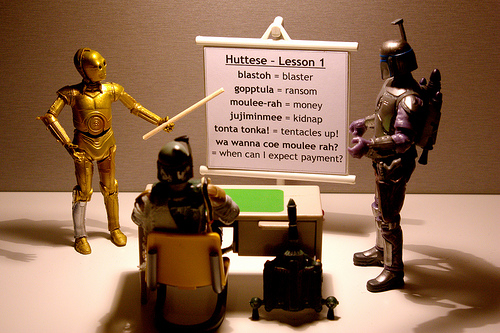 Huttese - Lesson 1
blastoh = blaster
gopptula = ransom
moulee-rah = money
jujiminmee = kidnap
tonta tonka! = tentacles up!
wa wanna coe moulee rah?
= when can I expect payment?